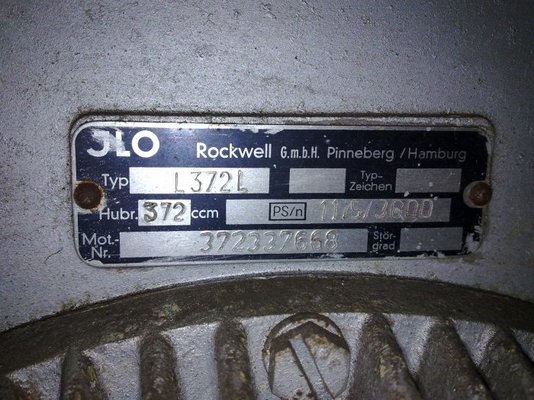 JLO Rockwell G.m.b.H. Pinneberg / Hamburg
Typ L372L Typ-Zeichen
Hubr. 372 ccm PS/n 11,5/3600
Mot.-Nr. 372337668 Stör-grad